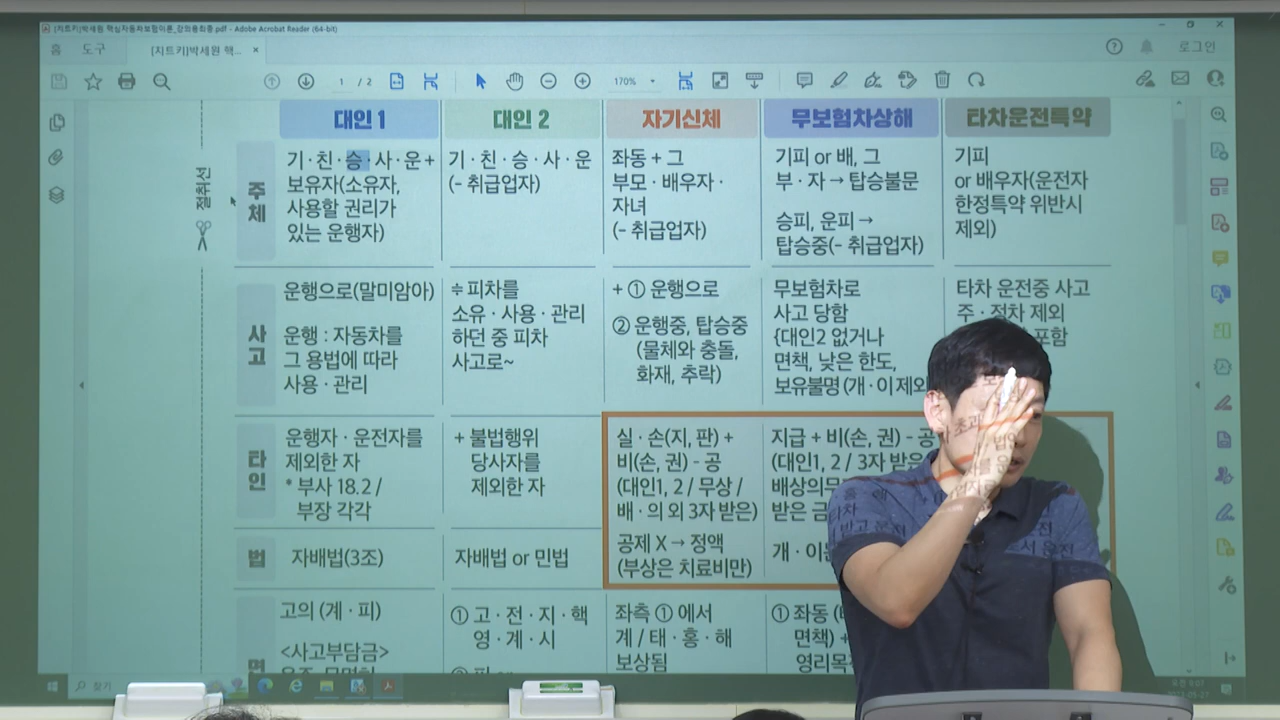 [지트키]박세원 핵심자동차보험이론_강의용최종.pdf - Adobe Acrobat Reader (64-bit)
홈 도구 [지트키]박세원 핵... ×
로그인
1 / 2 170%
대인 1 대인 2 자기신체 무보험차상해 타차운전특약
절취선
주체
기 · 친 · 승 · 사 · 운 +
보유자(소유자,
사용할 권리가
있는 운행자)
기 · 친 · 승 · 사 · 운
(- 취급업자)
좌동 + 그
부모 · 배우자 ·
자녀
(- 취급업자)
기피 or 배, 그
부 · 자 → 탑승불문
승피, 운피 →
탑승중(- 취급업자)
기피
or 배우자(운전자
한정특약 위반시
제외)
사고
운행으로(말미암아)
운행 : 자동차를
그 용법에 따라
사용 · 관리
≑ 피차를
소유 · 사용 · 관리
하던 중 피차
사고로~
+ ① 운행으로
② 운행중, 탑승중
(물체와 충돌,
화재, 추락)
무보험차로
사고 당함
{대인2 없거나
면책, 낮은 한도,
보유불명 (개 · 이 제외
타차 운전중 사고
주 · 정차 제외
포함
타인
운행자 · 운전자를
제외한 자
* 부사 18.2 /
부장 각각
+ 불법행위
당사자를
제외한 자
실 · 손(지, 판) +
비(손, 권) - 공
(대인1, 2 / 무상 /
배 · 의 외 3자 받은)
공제 X → 정액
(부상은 치료비만)
지급 + 비(손, 권) - 공
(대인1, 2 / 3자 받은
배상의무
받은 금
개 · 이
법
자배법(3조)
자배법 or 민법
면
고의 (계 · 피)
<사고부담금>
① 고 · 전 · 지 · 핵
영 · 계 · 시
좌측 ① 에서
계 / 태 · 홍 · 해
보상됨
① 좌동
면책) +
영리목
찾기